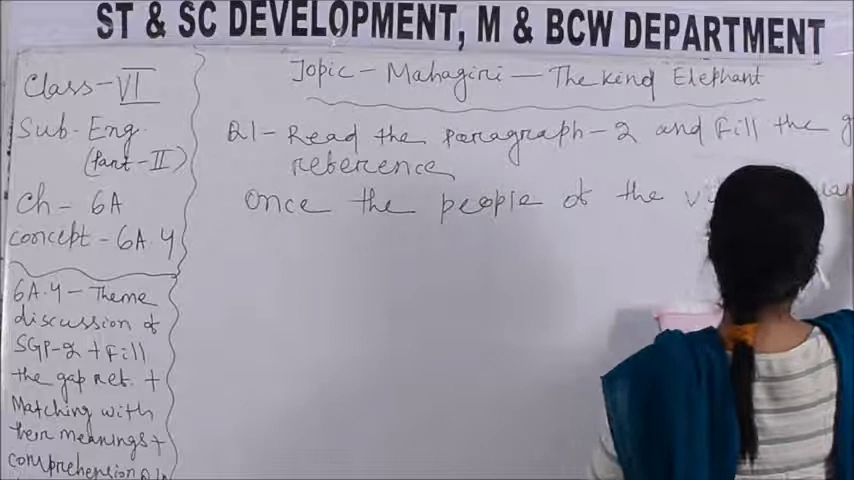 ST & SC DEVELOPMENT, M & BCW DEPARTMENT
Class-VI
Sub-Eng.
(Part-II)
Ch- 6A
concept-6A.4
6A.4-Theme
discussion of
SGP-2 + Fill
the gap ref. +
Matching with
their meanings+
comprehension
Topic-Mahagiri-The kind Elephant
Q1-Read the paragraph-2 and fill the
reference
Once the people of the